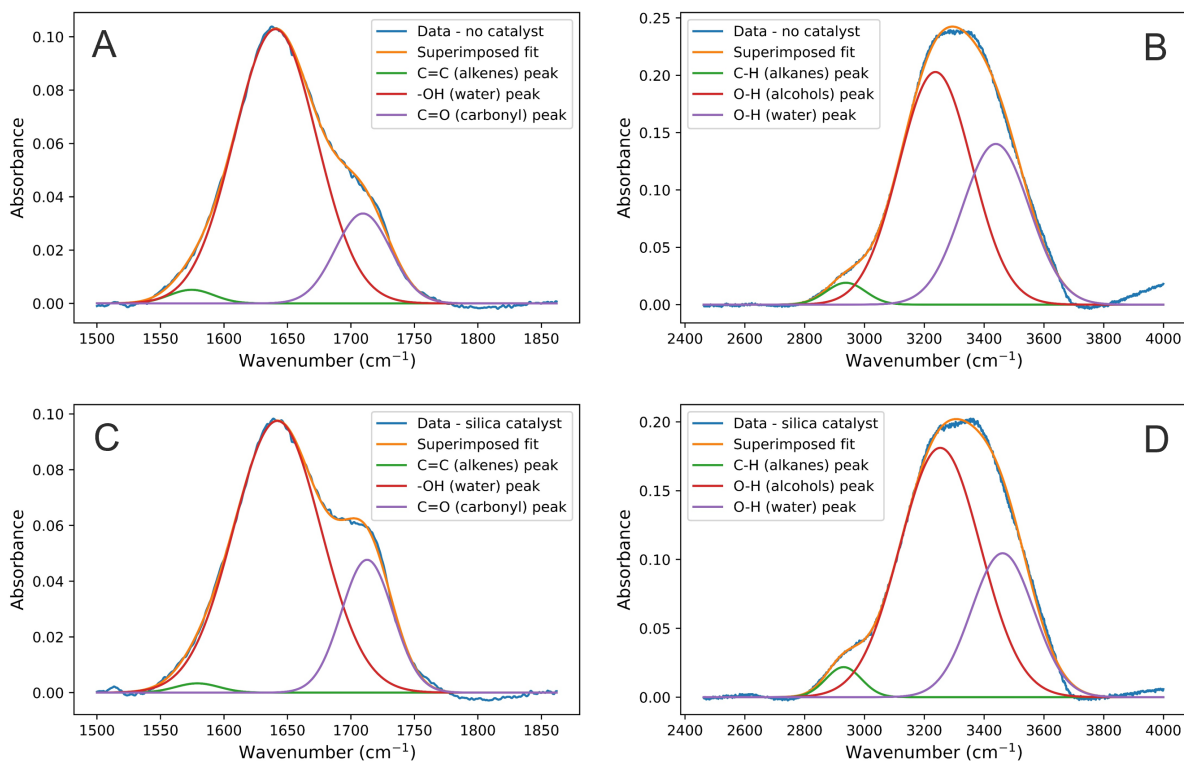 A
Data - no catalyst
Superimposed fit
C=C (alkenes) peak
-OH (water) peak
C=O (carbonyl) peak
0.10
0.08
0.06
0.04
0.02
0.00
Absorbance
1500 1550 1600 1650 1700 1750 1800 1850
Wavenumber (cm⁻¹)
B
Data - no catalyst
Superimposed fit
C-H (alkanes) peak
O-H (alcohols) peak
O-H (water) peak
0.25
0.20
0.15
0.10
0.05
0.00
Absorbance
2400 2600 2800 3000 3200 3400 3600 3800 4000
Wavenumber (cm⁻¹)
C
Data - silica catalyst
Superimposed fit
C=C (alkenes) peak
-OH (water) peak
C=O (carbonyl) peak
0.10
0.08
0.06
0.04
0.02
0.00
Absorbance
1500 1550 1600 1650 1700 1750 1800 1850
Wavenumber (cm⁻¹)
D
Data - silica catalyst
Superimposed fit
C-H (alkanes) peak
O-H (alcohols) peak
O-H (water) peak
0.20
0.15
0.10
0.05
0.00
Absorbance
2400 2600 2800 3000 3200 3400 3600 3800 4000
Wavenumber (cm⁻¹)